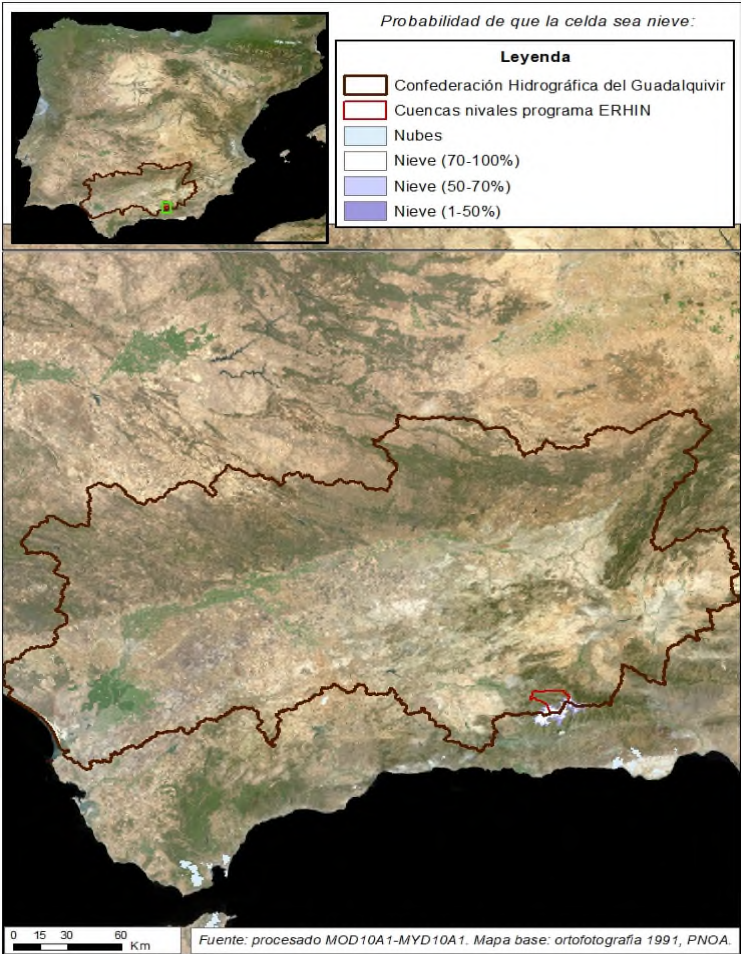 Probabilidad de que la celda sea nieve:
Leyenda
Confederación Hidrográfica del Guadalquivir
Cuencas nivales programa ERHIN
Nubes
Nieve (70-100%)
Nieve (50-70%)
Nieve (1-50%)
0 15 30 60
Km
Fuente: procesado MOD10A1-MYD10A1. Mapa base: ortofotografia 1991, PNOA.